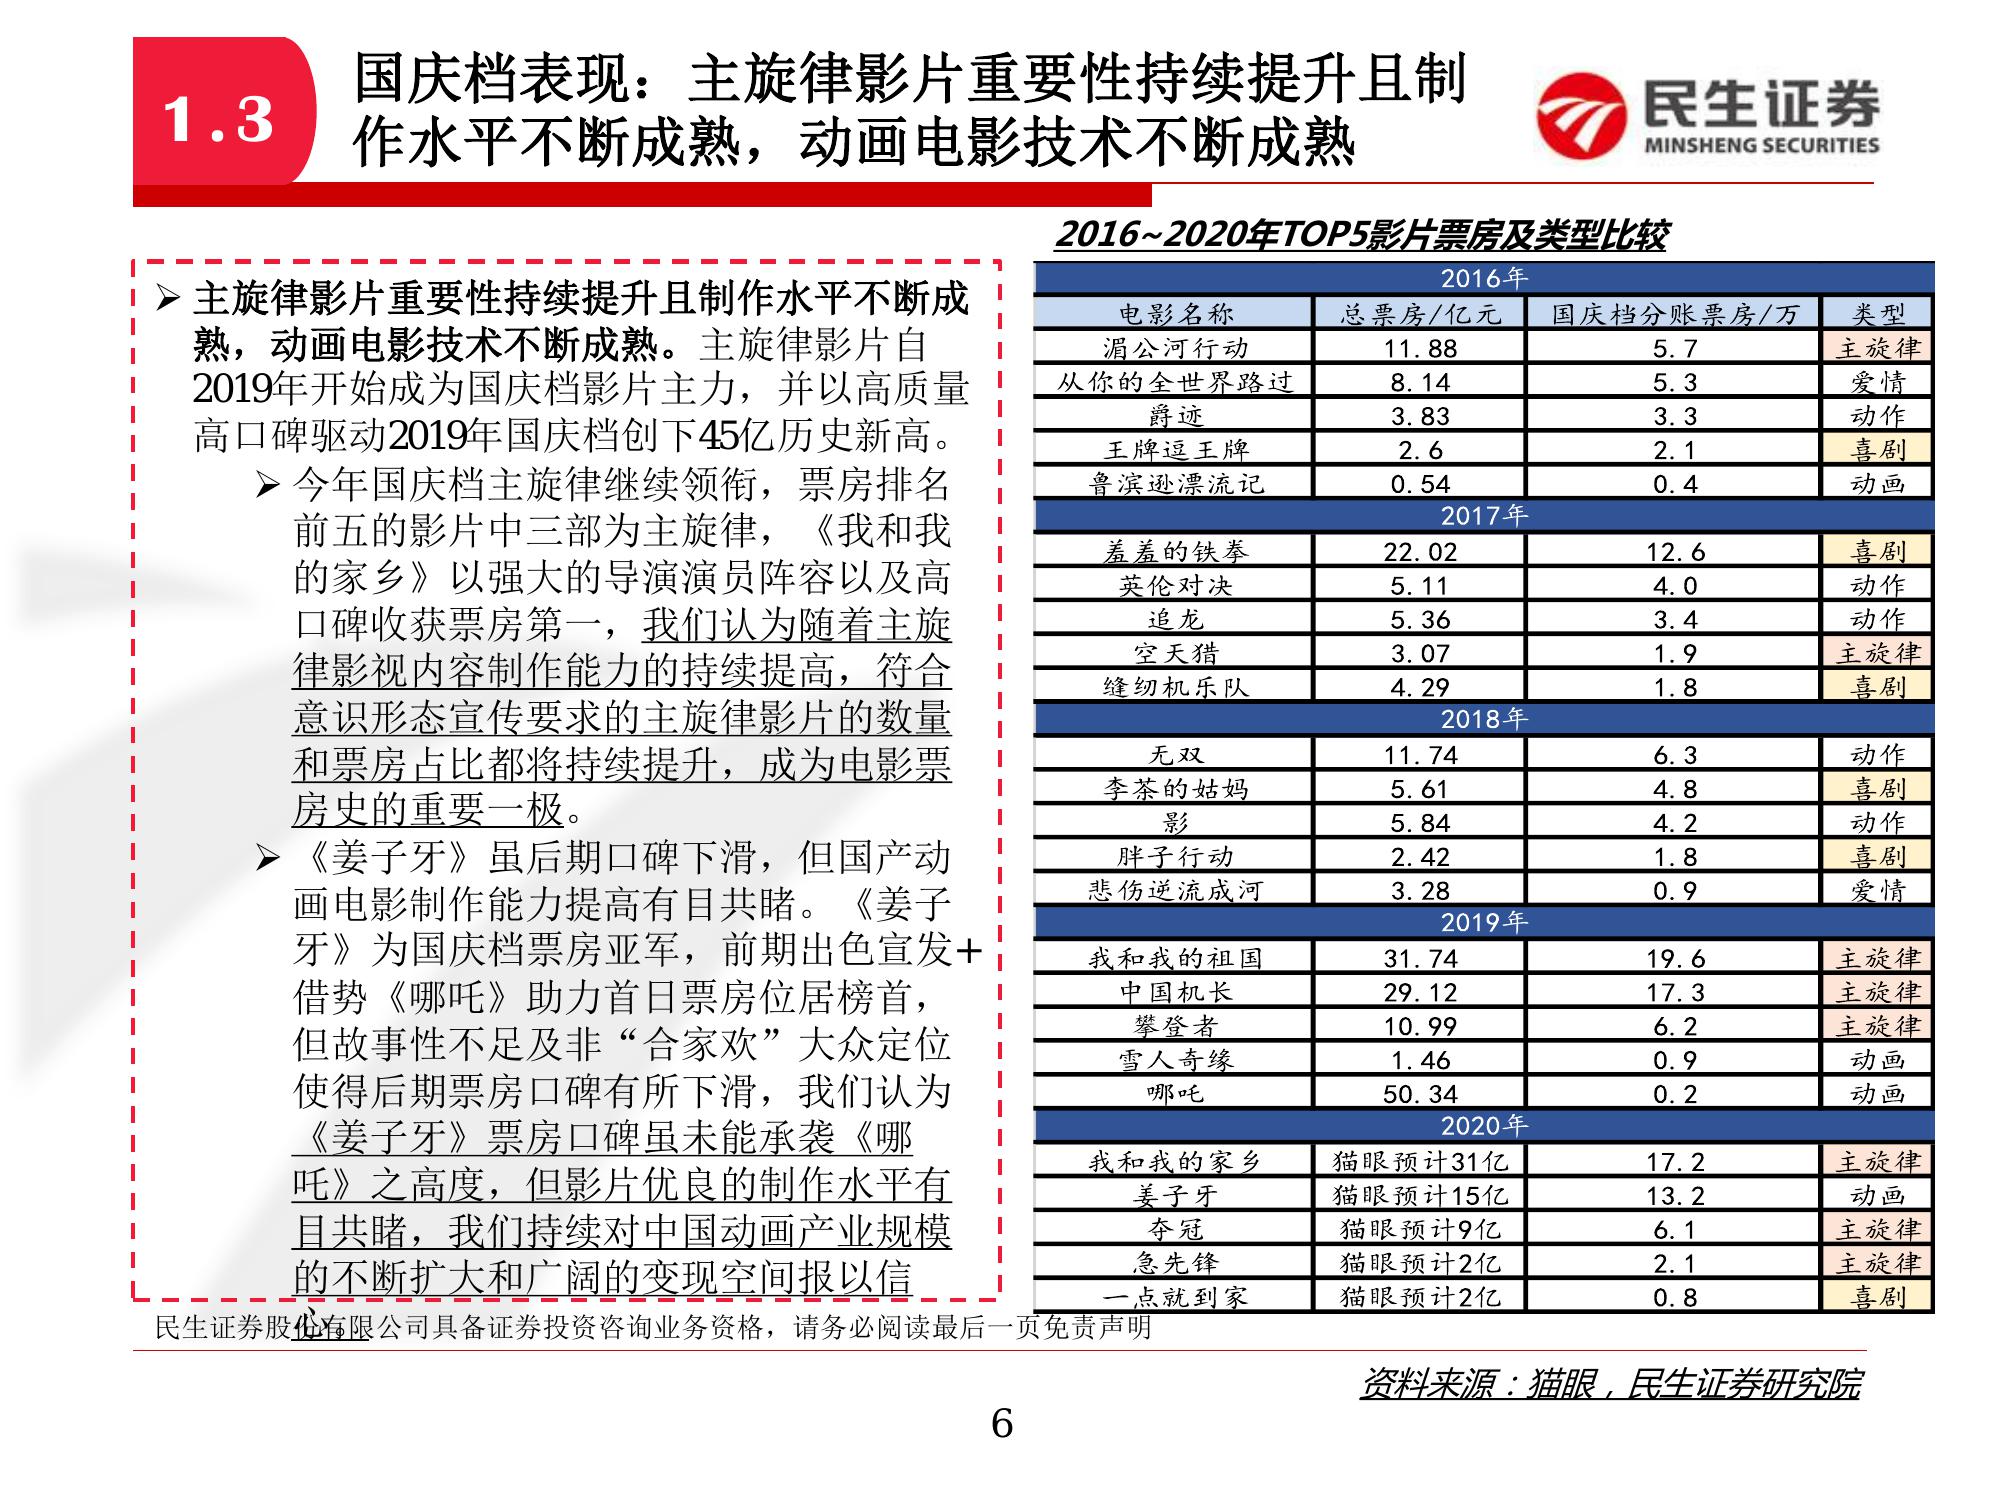 1.3
国庆档表现：主旋律影片重要性持续提升且制
作水平不断成熟，动画电影技术不断成熟
民生证券
MINSHENG SECURITIES
➢ 主旋律影片重要性持续提升且制作水平不断成
熟，动画电影技术不断成熟。主旋律影片自
2019年开始成为国庆档影片主力，并以高质量
高口碑驱动2019年国庆档创下45亿历史新高。
➢ 今年国庆档主旋律继续领衔，票房排名
前五的影片中三部为主旋律，《我和我
的家乡》以强大的导演演员阵容以及高
口碑收获票房第一，我们认为随着主旋
律影视内容制作能力的持续提高，符合
意识形态宣传要求的主旋律影片的数量
和票房占比都将持续提升，成为电影票
房史的重要一极。
➢ 《姜子牙》虽后期口碑下滑，但国产动
画电影制作能力提高有目共睹。《姜子
牙》为国庆档票房亚军，前期出色宣发+
借势《哪吒》助力首日票房位居榜首，
但故事性不足及非“合家欢”大众定位
使得后期票房口碑有所下滑，我们认为
《姜子牙》票房口碑虽未能承袭《哪
吒》之高度，但影片优良的制作水平有
目共睹，我们持续对中国动画产业规模
的不断扩大和广阔的变现空间报以信
心。
2016~2020年TOP5影片票房及类型比较
2016年
电影名称 总票房/亿元 国庆档分账票房/万 类型
湄公河行动 11.88 5.7 主旋律
从你的全世界路过 8.14 5.3 爱情
爵迹 3.83 3.3 动作
王牌逗王牌 2.6 2.1 喜剧
鲁滨逊漂流记 0.54 0.4 动画
2017年
羞羞的铁拳 22.02 12.6 喜剧
英伦对决 5.11 4.0 动作
追龙 5.36 3.4 动作
空天猎 3.07 1.9 主旋律
缝纫机乐队 4.29 1.8 喜剧
2018年
无双 11.74 6.3 动作
李茶的姑妈 5.61 4.8 喜剧
影 5.84 4.2 动作
胖子行动 2.42 1.8 喜剧
悲伤逆流成河 3.28 0.9 爱情
2019年
我和我的祖国 31.74 19.6 主旋律
中国机长 29.12 17.3 主旋律
攀登者 10.99 6.2 主旋律
雪人奇缘 1.46 0.9 动画
哪吒 50.34 0.2 动画
2020年
我和我的家乡 猫眼预计31亿 17.2 主旋律
姜子牙 猫眼预计15亿 13.2 动画
夺冠 猫眼预计9亿 6.1 主旋律
急先锋 猫眼预计2亿 2.1 主旋律
一点就到家 猫眼预计2亿 0.8 喜剧
民生证券股份有限公司具备证券投资咨询业务资格，请务必阅读最后一页免责声明
资料来源：猫眼，民生证券研究院
6